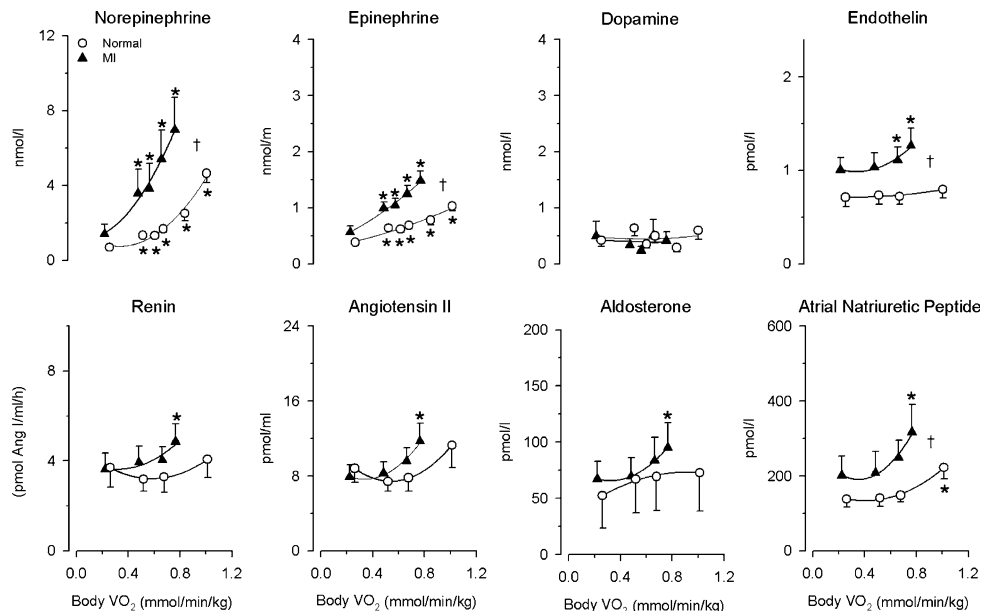 Norepinephrine
12
8
4
0
nmol/l
Normal
MI
*
*
*
*
†
* * *
*
Epinephrine
4
3
2
1
0
nmol/m
* * * *
†
* * *
*
*
Dopamine
4
3
2
1
0
nmol/l
Endothelin
2
1
0
pmol/l
* *
†
Renin
8
4
0
(pmol Ang I/ml/h)
*
0.0 0.4 0.8 1.2
Body VO2 (mmol/min/kg)
Angiotensin II
24
16
8
0
pmol/ml
*
0.0 0.4 0.8 1.2
Body VO2 (mmol/min/kg)
Aldosterone
200
150
100
50
0
pmol/l
*
0.0 0.4 0.8 1.2
Body VO2 (mmol/min/kg)
Atrial Natriuretic Peptide
600
400
200
0
pmol/l
*
†
*
0.0 0.4 0.8 1.2
Body VO2 (mmol/min/kg)